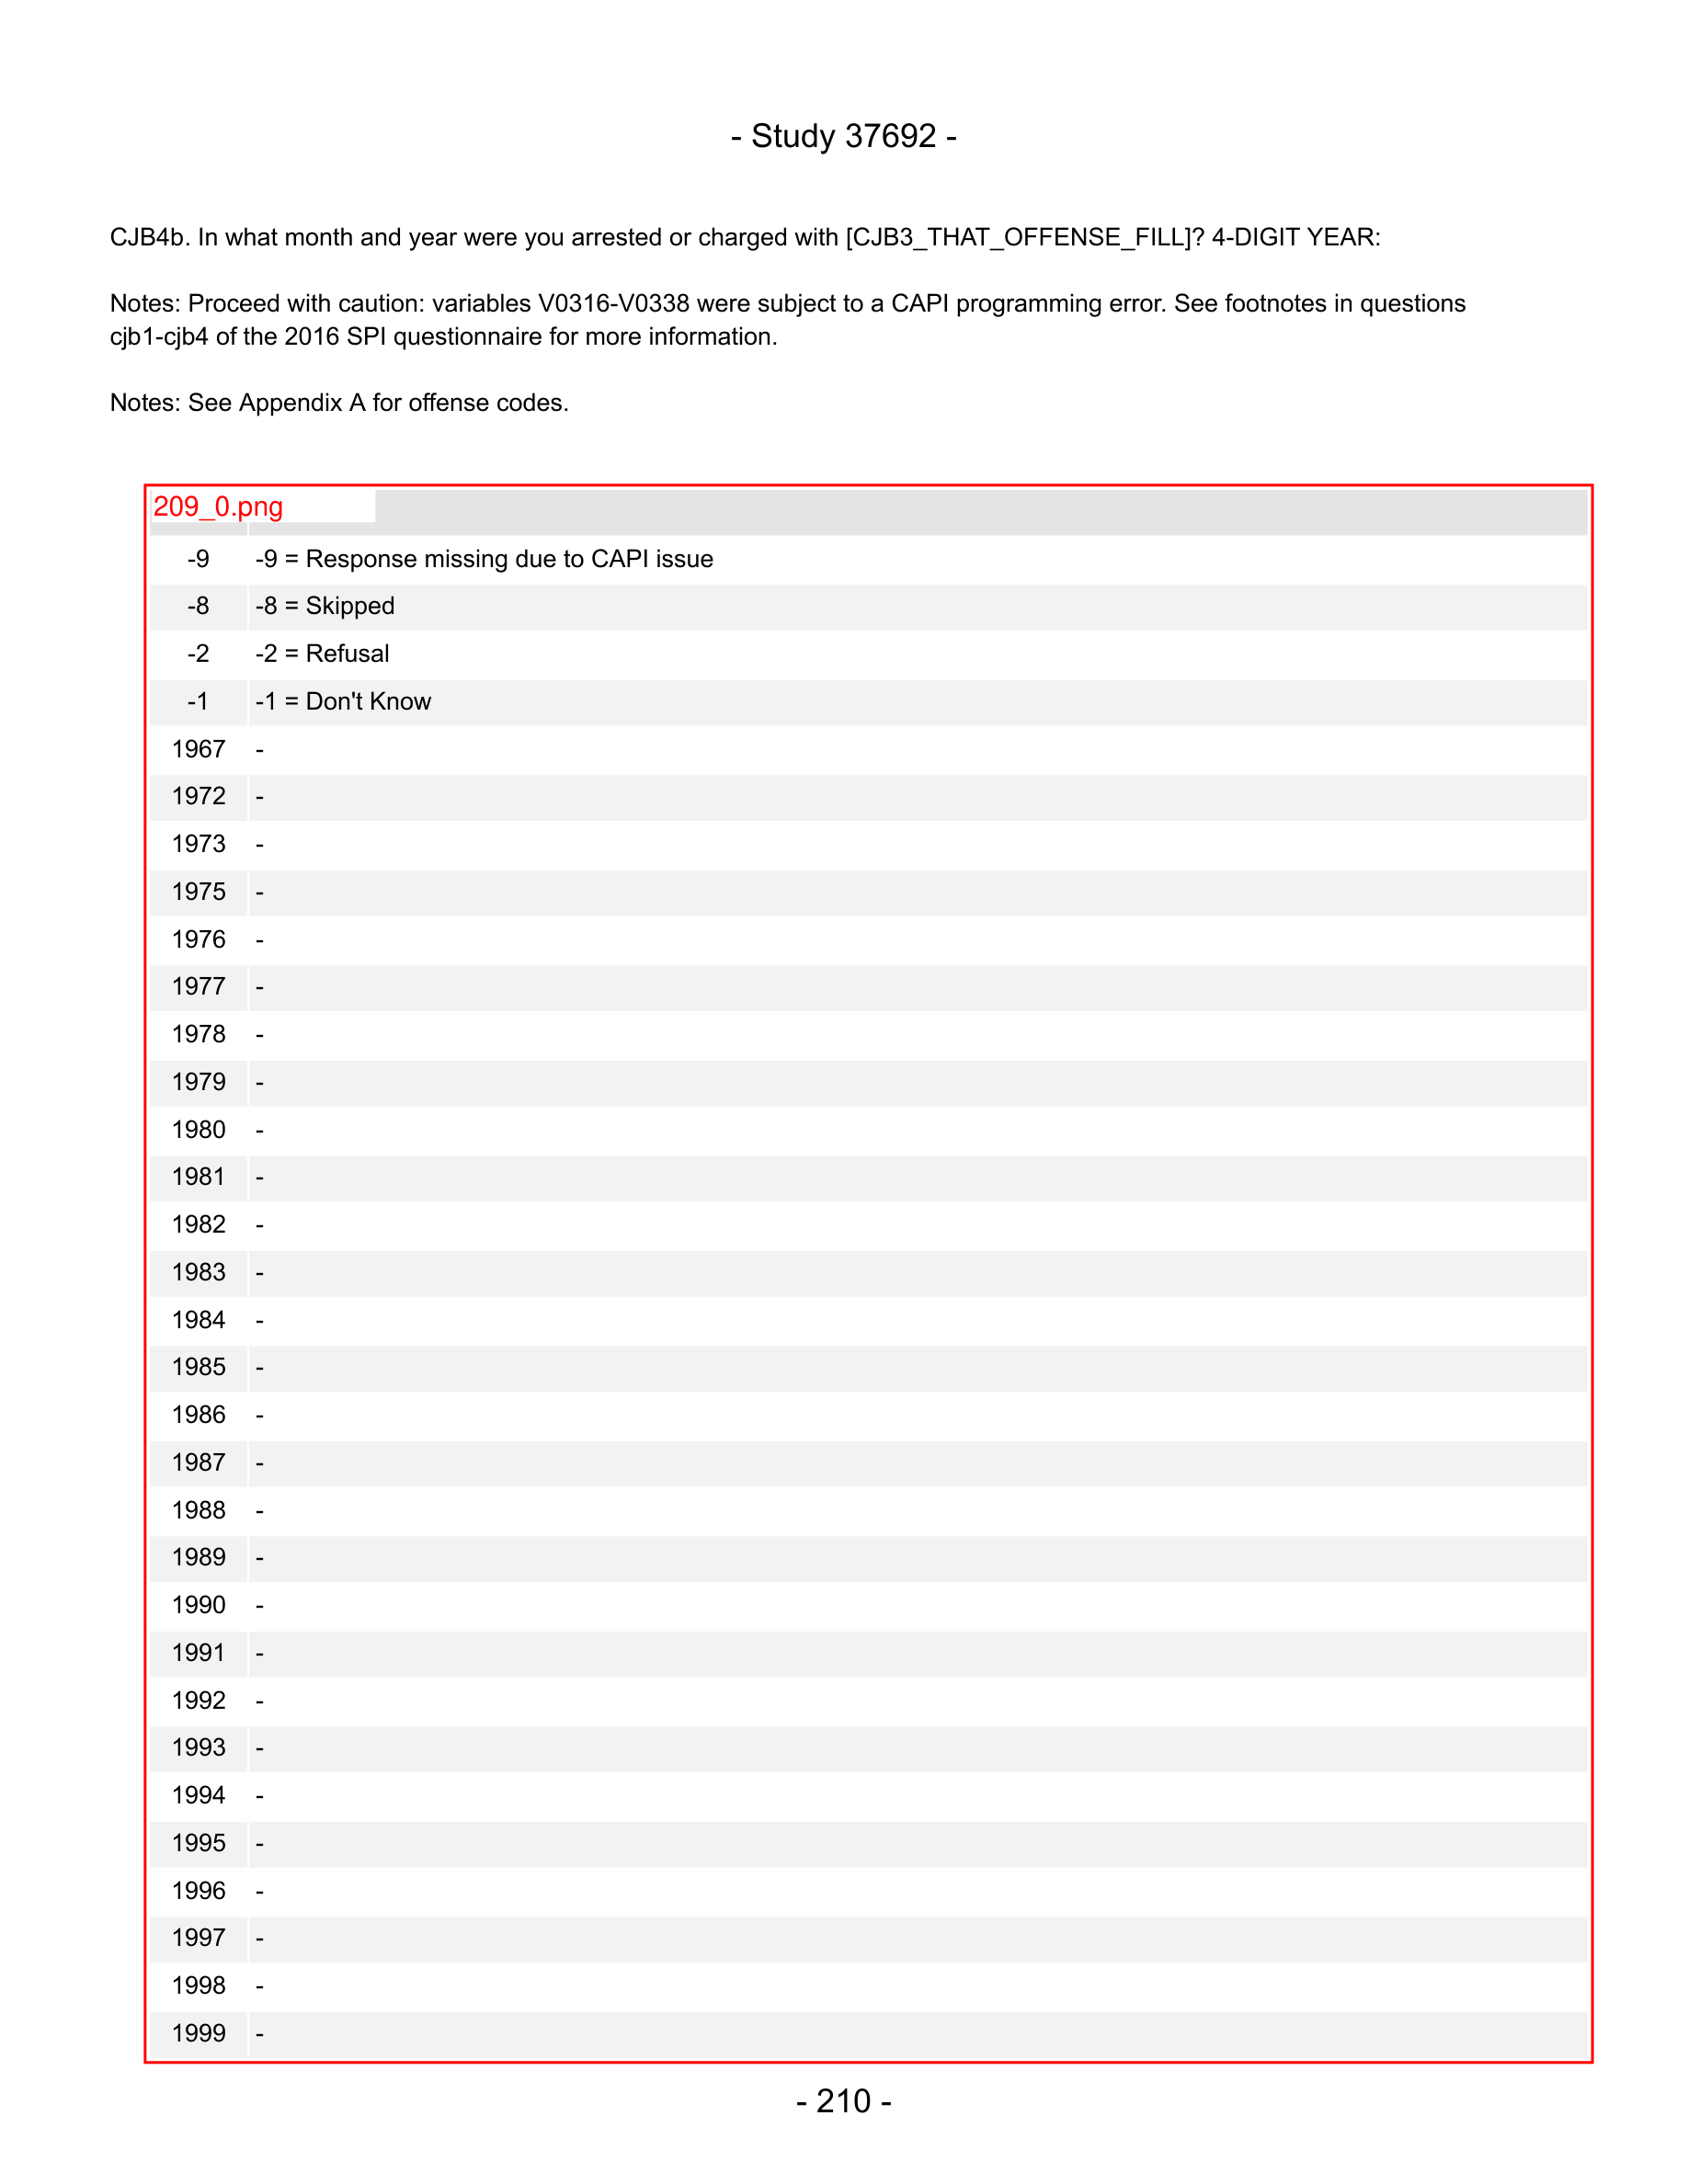 - Study 37692 -
CJB4b. In what month and year were you arrested or charged with [CJB3_THAT_OFFENSE_FILL]? 4-DIGIT YEAR:
Notes: Proceed with caution: variables V0316-V0338 were subject to a CAPI programming error. See footnotes in questions
cjb1-cjb4 of the 2016 SPI questionnaire for more information.
Notes: See Appendix A for offense codes.
209_0.png
-9 -9 = Response missing due to CAPI issue
-8 -8 = Skipped
-2 -2 = Refusal
-1 -1 = Don't Know
1967 -
1972 -
1973 -
1975 -
1976 -
1977 -
1978 -
1979 -
1980 -
1981 -
1982 -
1983 -
1984 -
1985 -
1986 -
1987 -
1988 -
1989 -
1990 -
1991 -
1992 -
1993 -
1994 -
1995 -
1996 -
1997 -
1998 -
1999 -
- 210 -